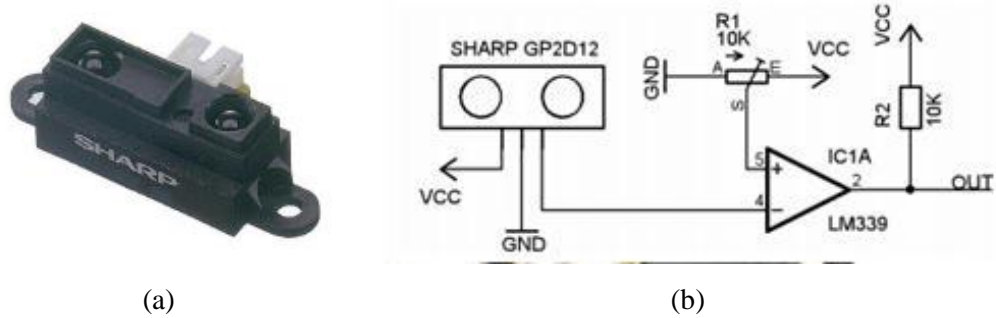 SHARP
SHARP GP2D12
VCC
GND
R1
10K
GND
A
E
S
VCC
VCC
R2
10K
5
+
4
−
IC1A
2
LM339
OUT
(a)
(b)